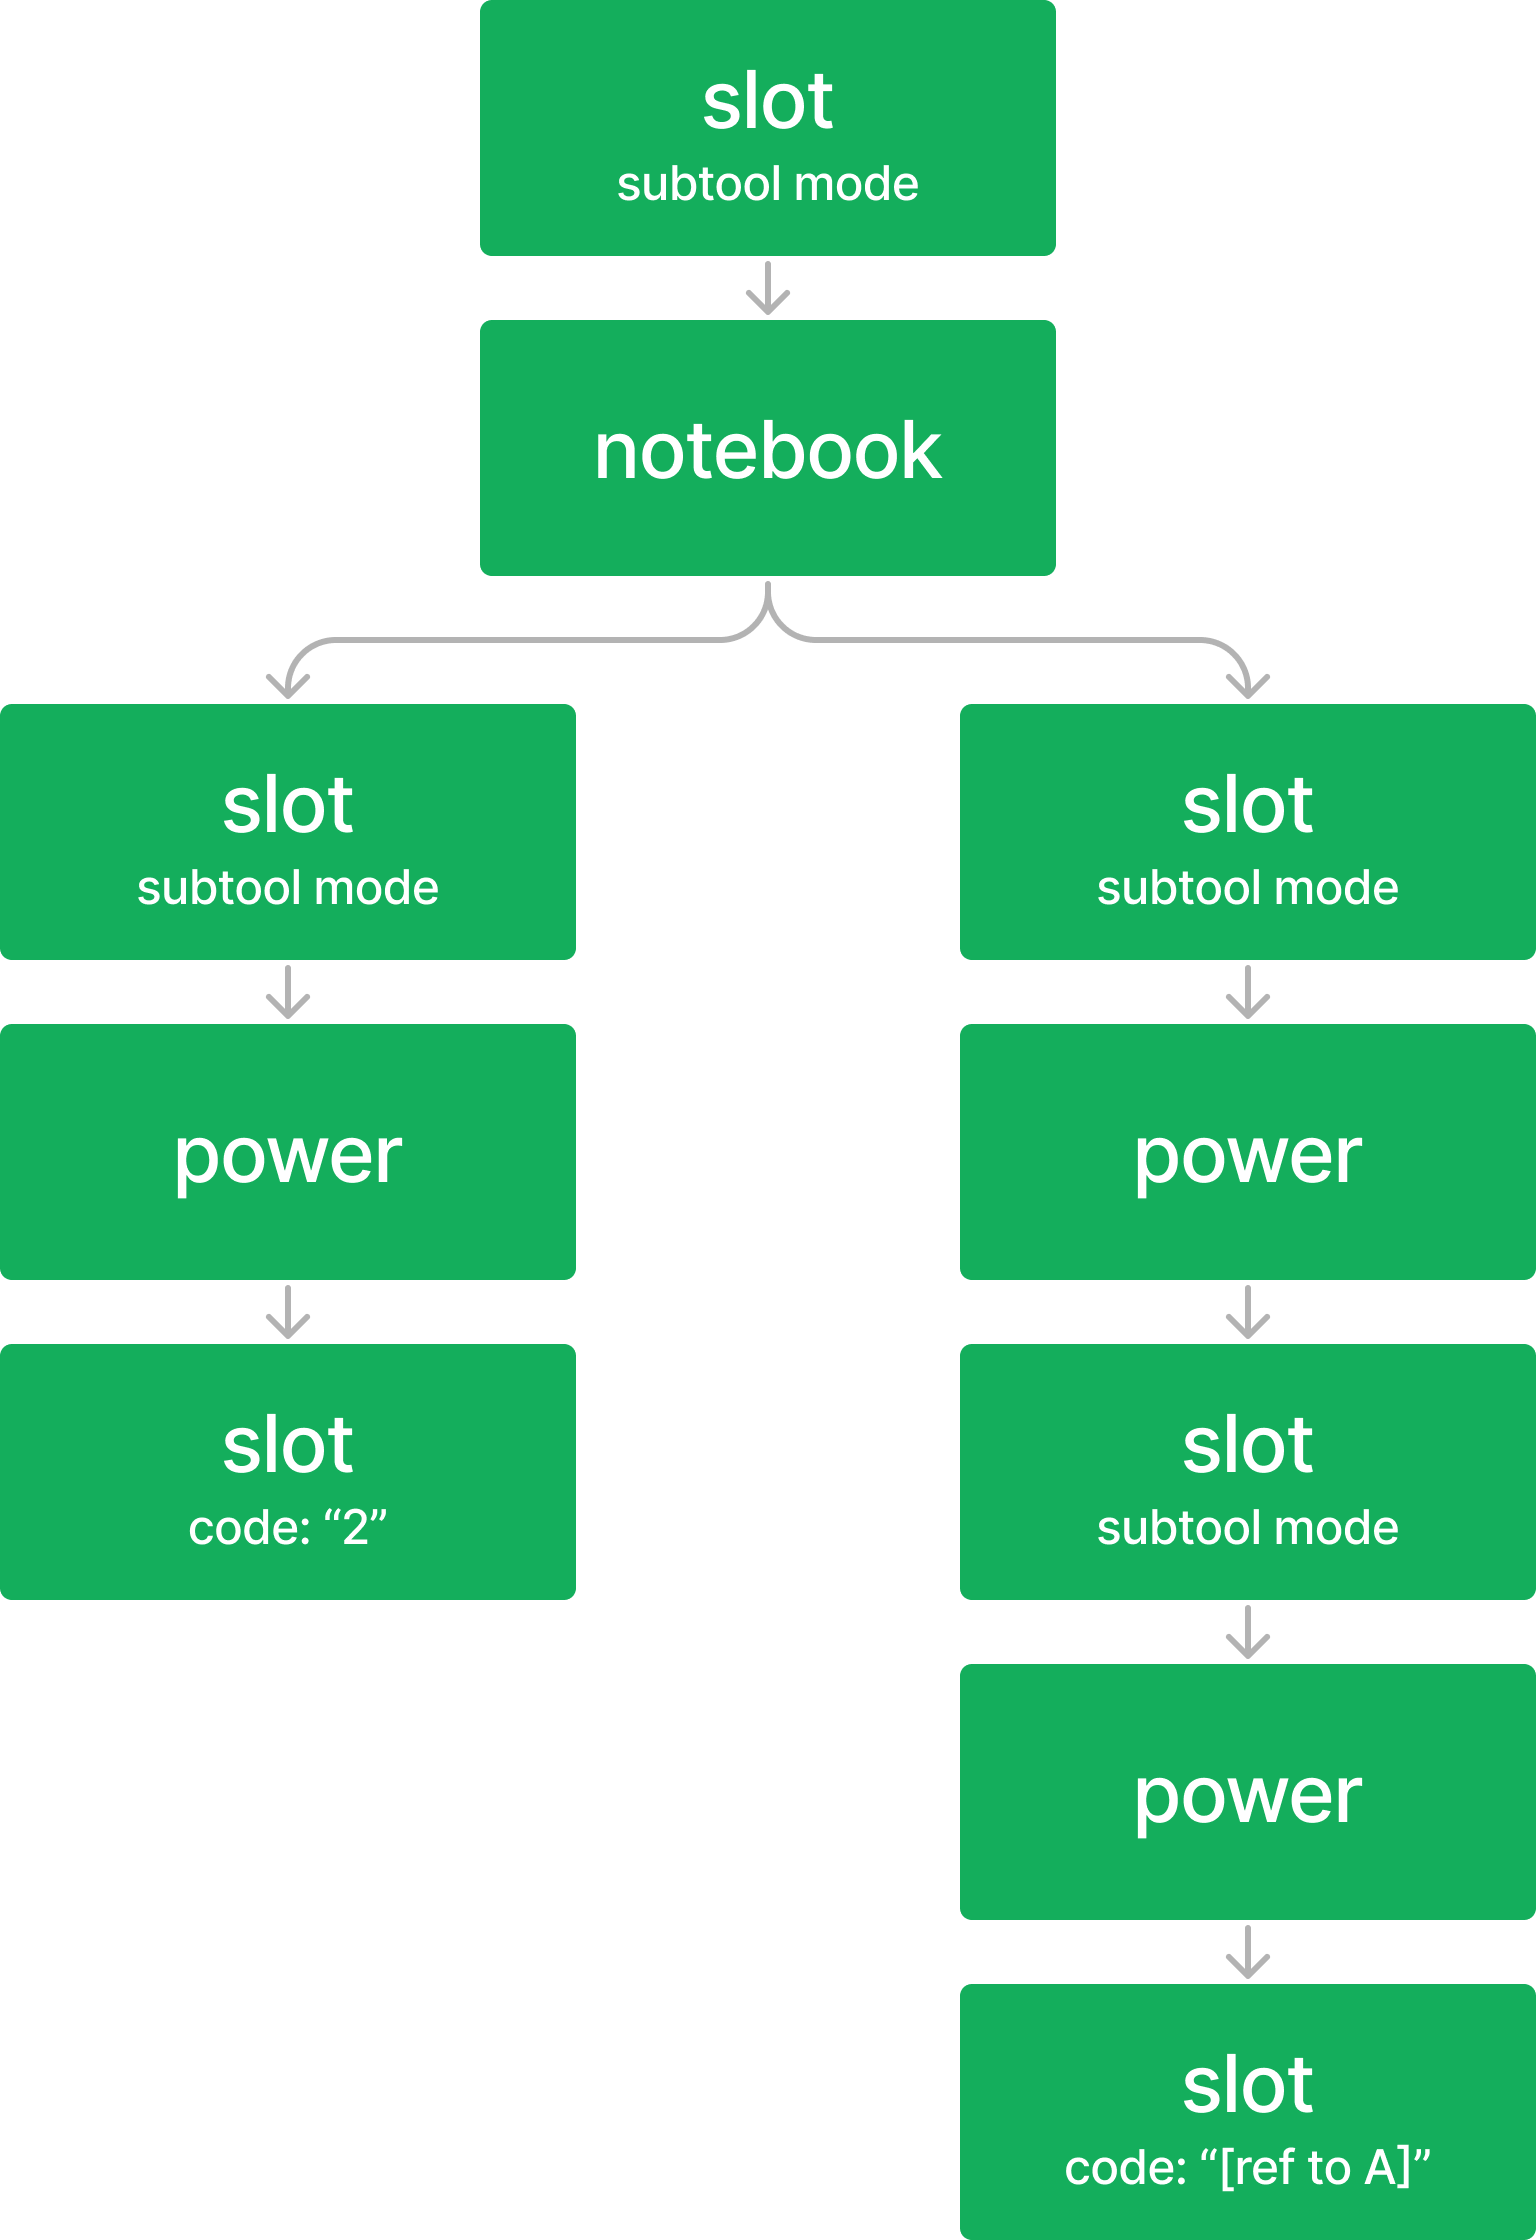 slot
subtool mode
notebook
slot
subtool mode
slot
subtool mode
power
power
slot
code: “2”
slot
subtool mode
power
slot
code: “[ref to A]”